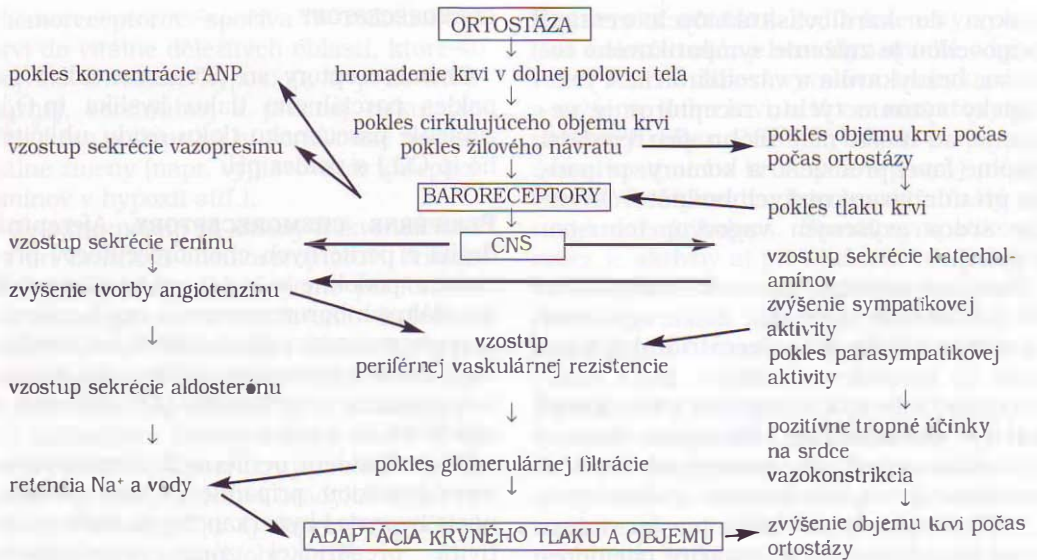 ORTOSTÁZA
pokles koncentrácie ANP
hromadenie krvi v dolnej polovici tela
vzostup sekrécie vazopresínu
pokles cirkulujúceho objemu krvi
pokles žilového návratu
pokles objemu krvi počas
počas ortostázy
BARORECEPTORY
pokles tlaku krvi
vzostup sekrécie renínu
CNS
zvýšenie tvorby angiotenzínu
vzostup sekrécie katechol-
amínov
zvýšenie sympatikovej
aktivity
pokles parasympatikovej
aktivity
vzostup
periférnej vaskulárnej rezistencie
vzostup sekrécie aldosterónu
pozitívne tropné účinky
na srdce
vazokonstrikcia
pokles glomerulárnej filtrácie
retencia Na⁺ a vody
ADAPTÁCIA KRVNÉHO TLAKU A OBJEMU
zvýšenie objemu krvi počas
ortostázy